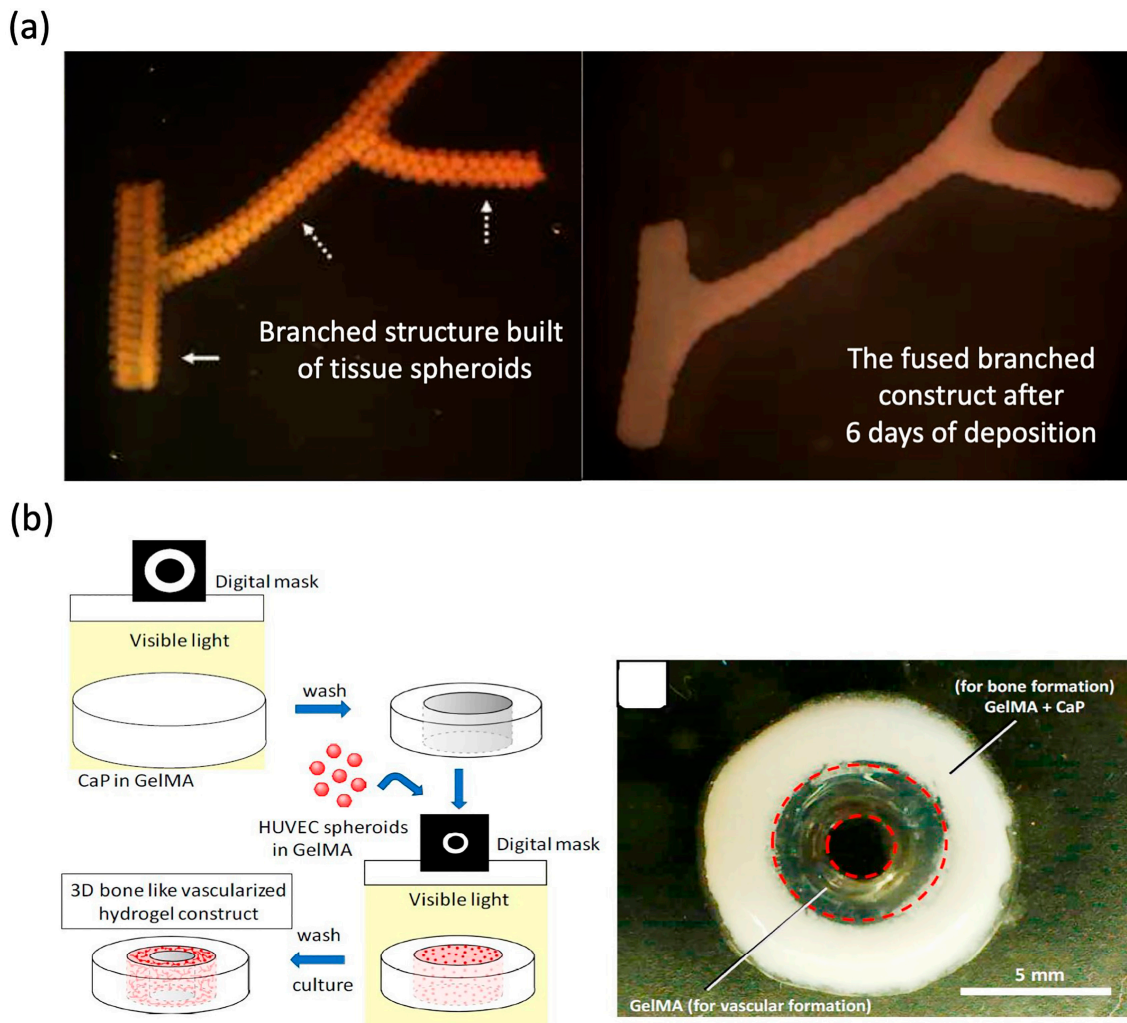 (a)
Branched structure built
of tissue spheroids
The fused branched
construct after
6 days of deposition
(b)
Digital mask
Visible light
CaP in GelMA
wash
HUVEC spheroids
in GelMA
Digital mask
Visible light
3D bone like vascularized
hydrogel construct
wash
culture
(for bone formation)
GelMA + CaP
GelMA (for vascular formation)
5 mm